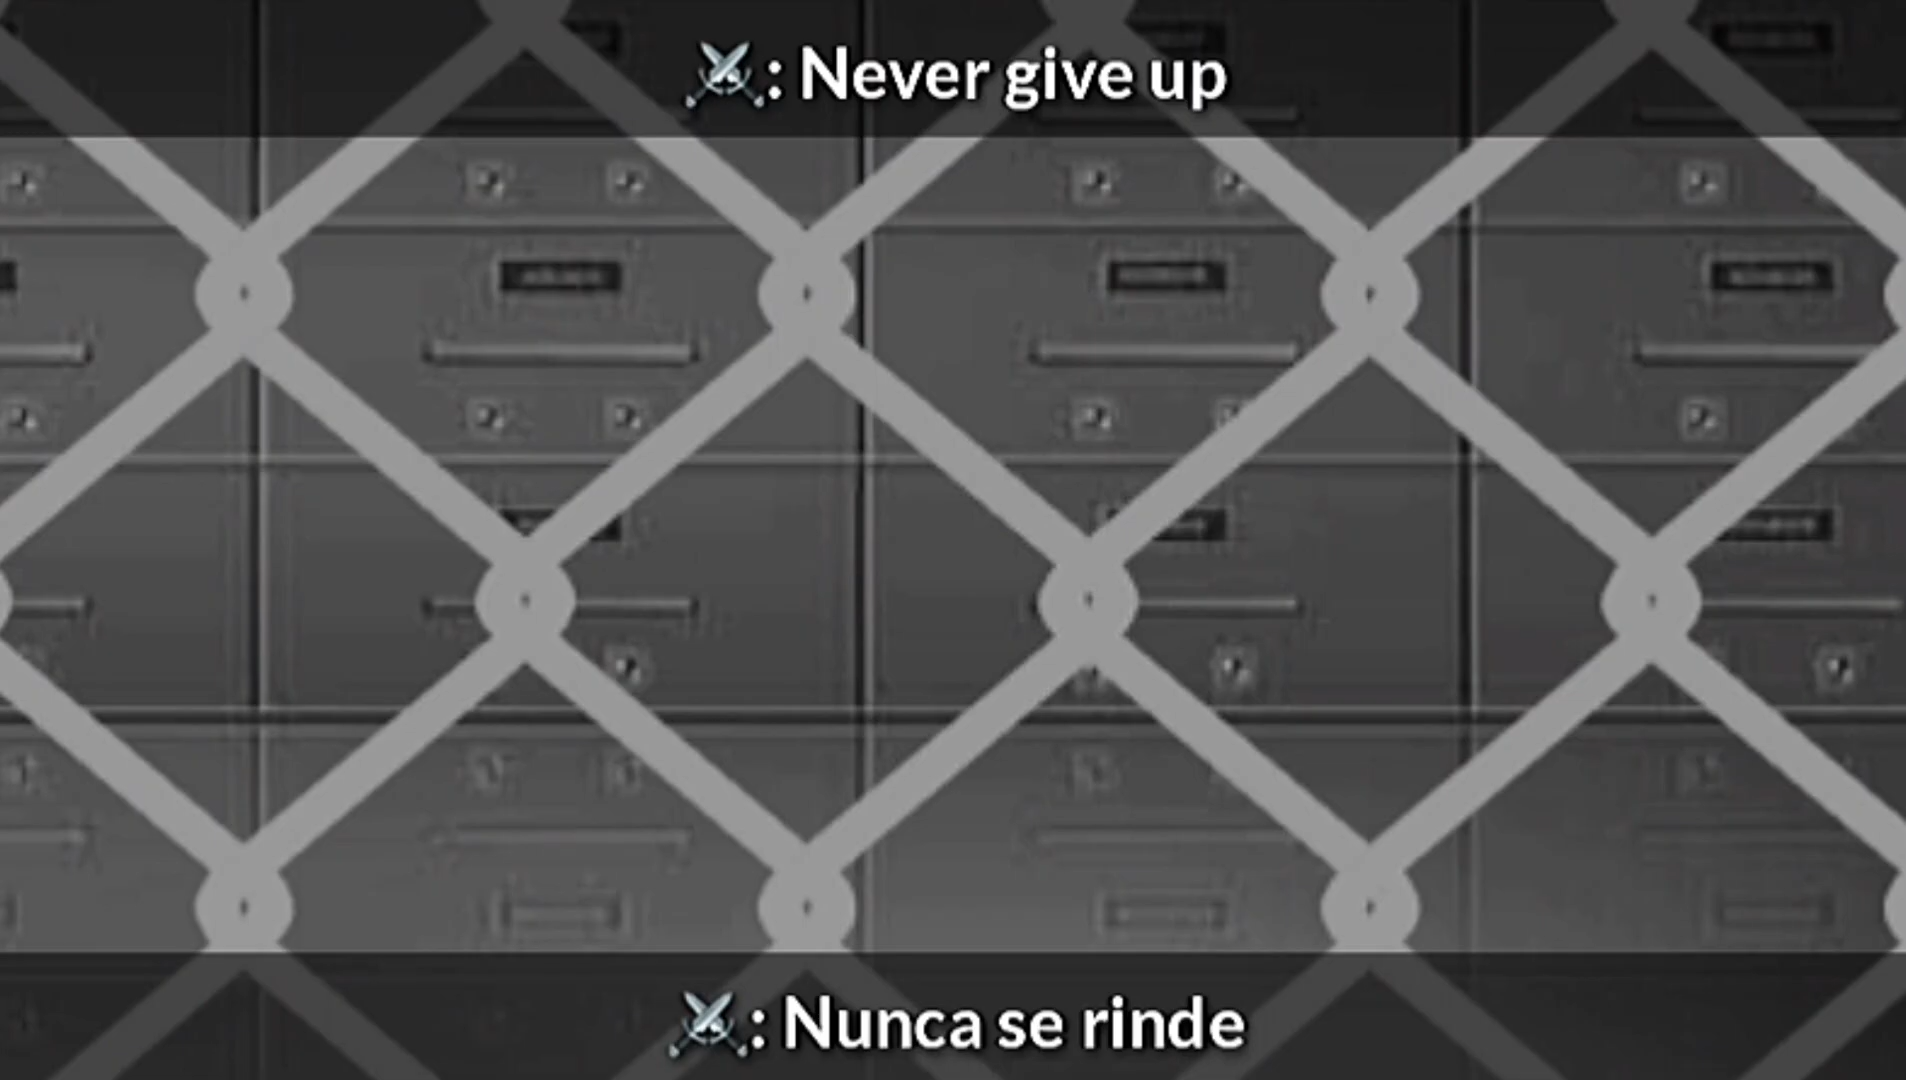 ⚔️: Never give up
⚔️: Nunca se rinde